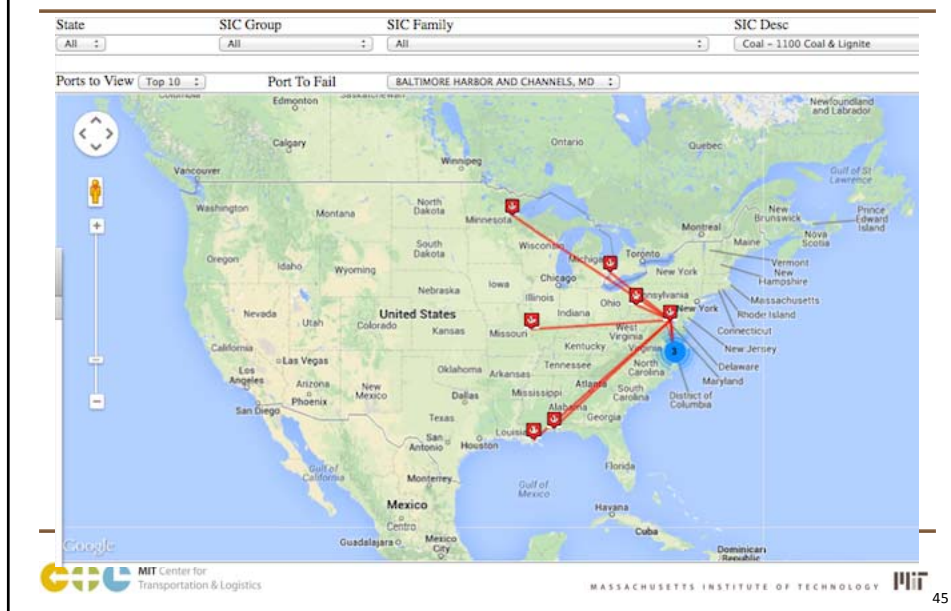 State SIC Group SIC Family SIC Desc
All All All Coal – 1100 Coal & Lignite
Ports to View Top 10 Port To Fail BALTIMORE HARBOR AND CHANNELS, MD
Edmonton
Newfoundland
and Labrador
Calgary
Ontario
Quebec
Vancouver
Winnipeg
Gulf of St
Lawrence
Washington
Montana
North
Dakota
Minnesota
Montreal
New
Brunswick
Prince
Edward
Island
Nova
Scotia
Maine
Oregon
Idaho
Wyoming
South
Dakota
Wisconsin
Toronto
New York
Vermont
New
Hampshire
Massachusetts
Rhode Island
Connecticut
New Jersey
Delaware
Maryland
District of
Columbia
Nebraska
Iowa
Chicago
Illinois
Indiana
Ohio
New York
Nevada
Utah
Colorado
United States
Kansas
Missouri
West
Virginia
Kentucky
3
California
Las Vegas
Los
Angeles
San Diego
Arizona
Phoenix
New
Mexico
Oklahoma
Arkansas
Tennessee
North
Carolina
South
Carolina
Dallas
Mississippi
Alabama
Georgia
Texas
San
Antonio
Houston
Florida
Gulf of
California
Monterrey
Gulf of
Mexico
Mexico
Centro
Guadalajara
Mexico
City
Havana
Cuba
Dominican
Republic
Google
CTL
MIT Center for
Transportation & Logistics
MASSACHUSETTS INSTITUTE OF TECHNOLOGY
MIT
45